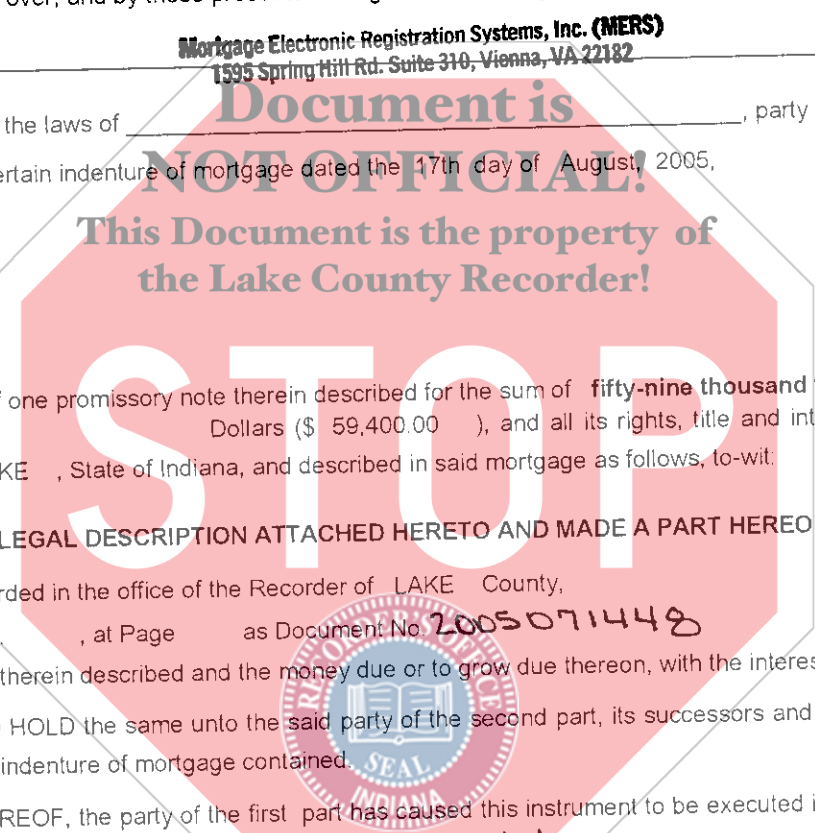 over, and by these
Mortgage Electronic Registration Systems, Inc. (MERS)
1595 Spring Hill Rd. Suite 310, Vienna, VA 22182
Document is
the laws of , party
NOT OFFICIAL!
ertain indenture of mortgage dated the 17th day of August, 2005,
This Document is the property of
the Lake County Recorder!
STOP
f one promissory note therein described for the sum of fifty-nine thousand
Dollars ($ 59,400.00 ), and all its rights, title and int
KE , State of Indiana, and described in said mortgage as follows, to-wit:
LEGAL DESCRIPTION ATTACHED HERETO AND MADE A PART HEREO
rded in the office of the Recorder of LAKE County,
, at Page as Document No. 2005071448
therein described and the money due or to grow due thereon, with the interes
HOLD the same unto the said party of the second part, its successors and
indenture of mortgage contained.
RECORDER'S OFFICE
SEAL
INDIANA
REOF, the party of the first part has caused this instrument to be executed i